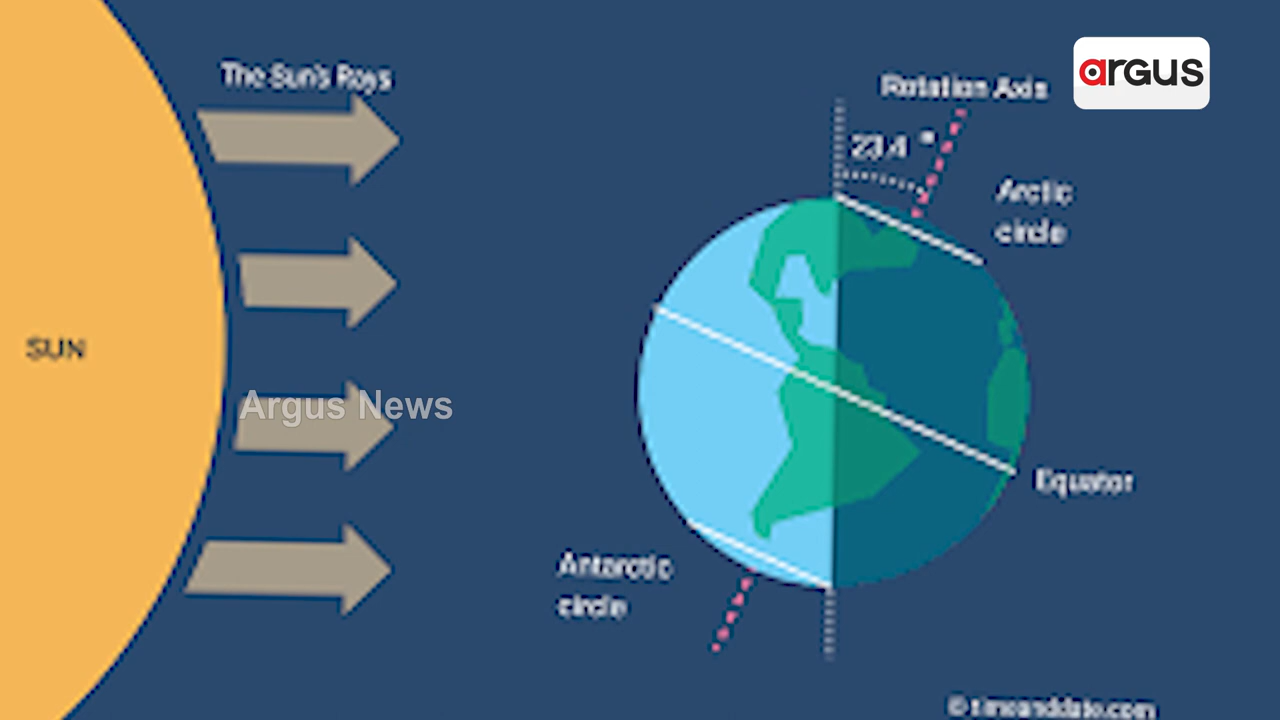 The Sun's Rays
Rotation Axis
argus
23.4 °
Arctic
circle
SUN
Argus News
Equator
Antarctic
circle
© timeanddate.com